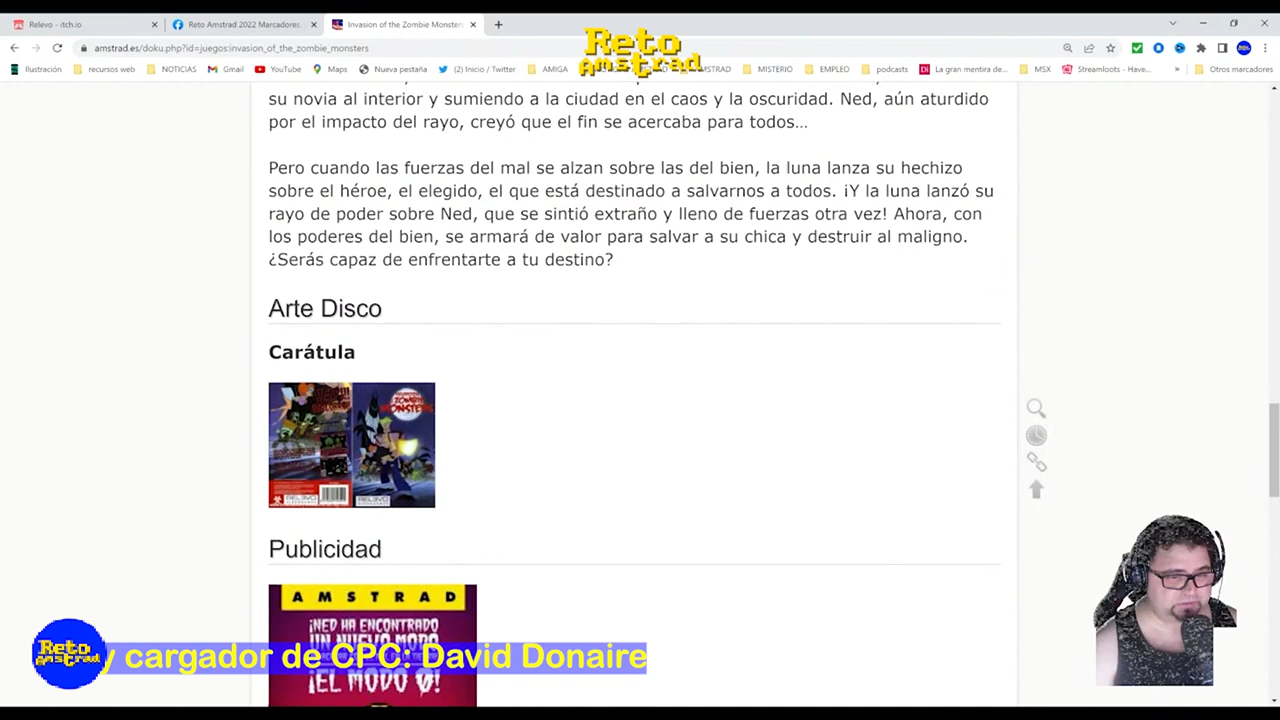 Relevo - itch.io
Reto Amstrad 2022 Marcadores
Invasion of the Zombie Monster
amstrad.es/doku.php?id=juegos:invasion_of_the_zombie_monsters
Reto
Amstrad
Ilustración
recursos web
NOTICIAS
Gmail
YouTube
Maps
Nueva pestaña
(2) Inicio / Twitter
AMIGA
AMSTRAD
MISTERIO
EMPLEO
podcasts
La gran mentira de...
MSX
Streamloots - Have...
Otros marcadores
su novia al interior y sumiendo a la ciudad en el caos y la oscuridad. Ned, aún aturdido
por el impacto del rayo, creyó que el fin se acercaba para todos...
Pero cuando las fuerzas del mal se alzan sobre las del bien, la luna lanza su hechizo
sobre el héroe, el elegido, el que está destinado a salvarnos a todos. ¡Y la luna lanzó su
rayo de poder sobre Ned, que se sintió extraño y lleno de fuerzas otra vez! Ahora, con
los poderes del bien, se armará de valor para salvar a su chica y destruir al maligno.
¿Serás capaz de enfrentarte a tu destino?
Arte Disco
Carátula
ZOMBIE
MONSTERS
RELEVO
RELEVO
Publicidad
AMSTRAD
¡NED HA ENCONTRADO
UN NUEVO MODO
¡EL MODO 0!
Reto
Amstrad
y cargador de CPC: David Donaire